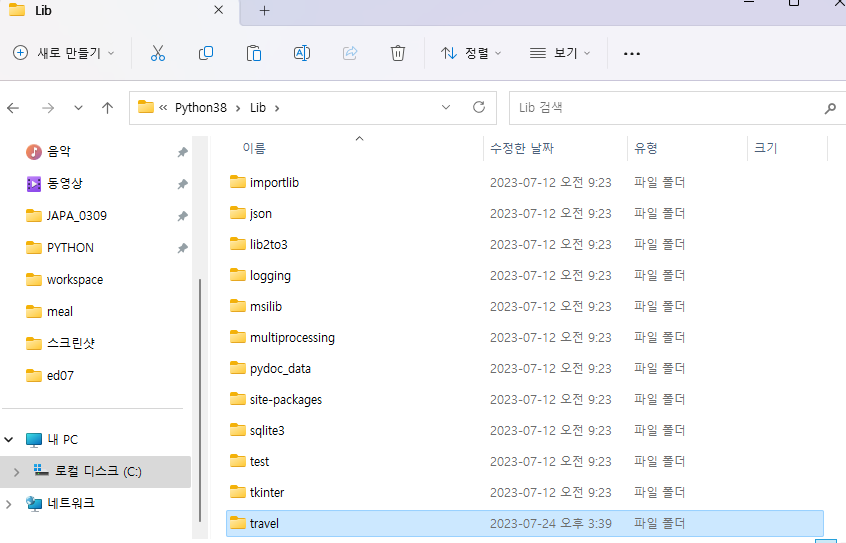 Lib
새로 만들기
정렬
보기
« Python38 > Lib >
Lib 검색
음악
동영상
JAPA_0309
PYTHON
workspace
meal
스크린샷
ed07
내 PC
로컬 디스크 (C:)
네트워크
이름 수정한 날짜 유형 크기
importlib 2023-07-12 오전 9:23 파일 폴더
json 2023-07-12 오전 9:23 파일 폴더
lib2to3 2023-07-12 오전 9:23 파일 폴더
logging 2023-07-12 오전 9:23 파일 폴더
msilib 2023-07-12 오전 9:23 파일 폴더
multiprocessing 2023-07-12 오전 9:23 파일 폴더
pydoc_data 2023-07-12 오전 9:23 파일 폴더
site-packages 2023-07-12 오전 9:23 파일 폴더
sqlite3 2023-07-12 오전 9:23 파일 폴더
test 2023-07-12 오전 9:23 파일 폴더
tkinter 2023-07-12 오전 9:23 파일 폴더
travel 2023-07-24 오후 3:39 파일 폴더